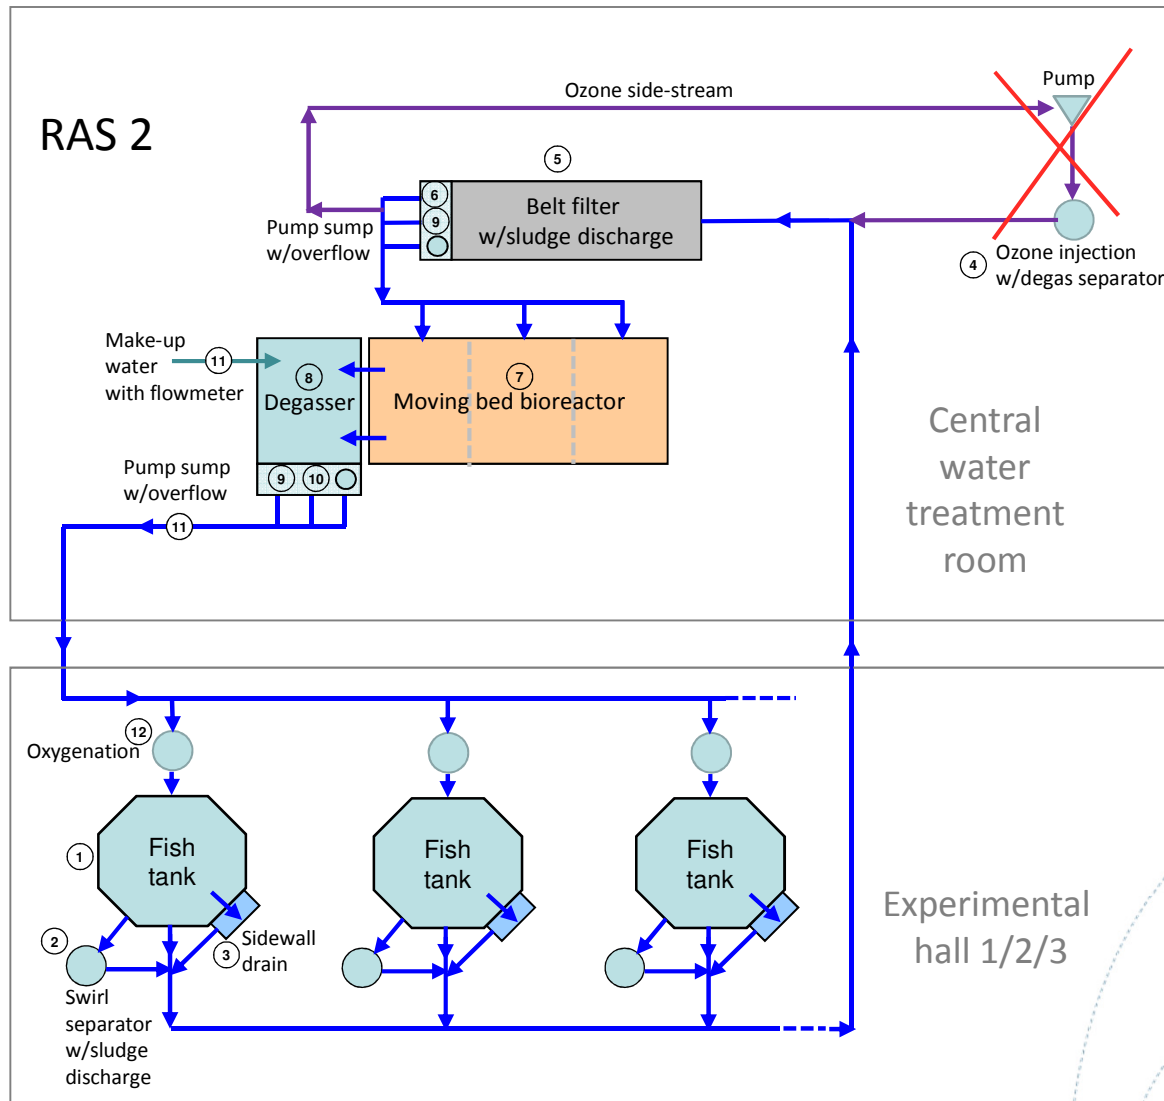 RAS 2
Ozone side-stream
Pump
5
6
9
Belt filter
w/sludge discharge
Pump sump
w/overflow
4
Ozone injection
w/degas separator
Make-up
water
with flowmeter
11
8
Degasser
7
Moving bed bioreactor
Central
water
treatment
room
Pump sump
w/overflow
9
10
11
12
Oxygenation
1
Fish
tank
Fish
tank
Fish
tank
2
3
Sidewall
drain
Swirl
separator
w/sludge
discharge
Experimental
hall 1/2/3